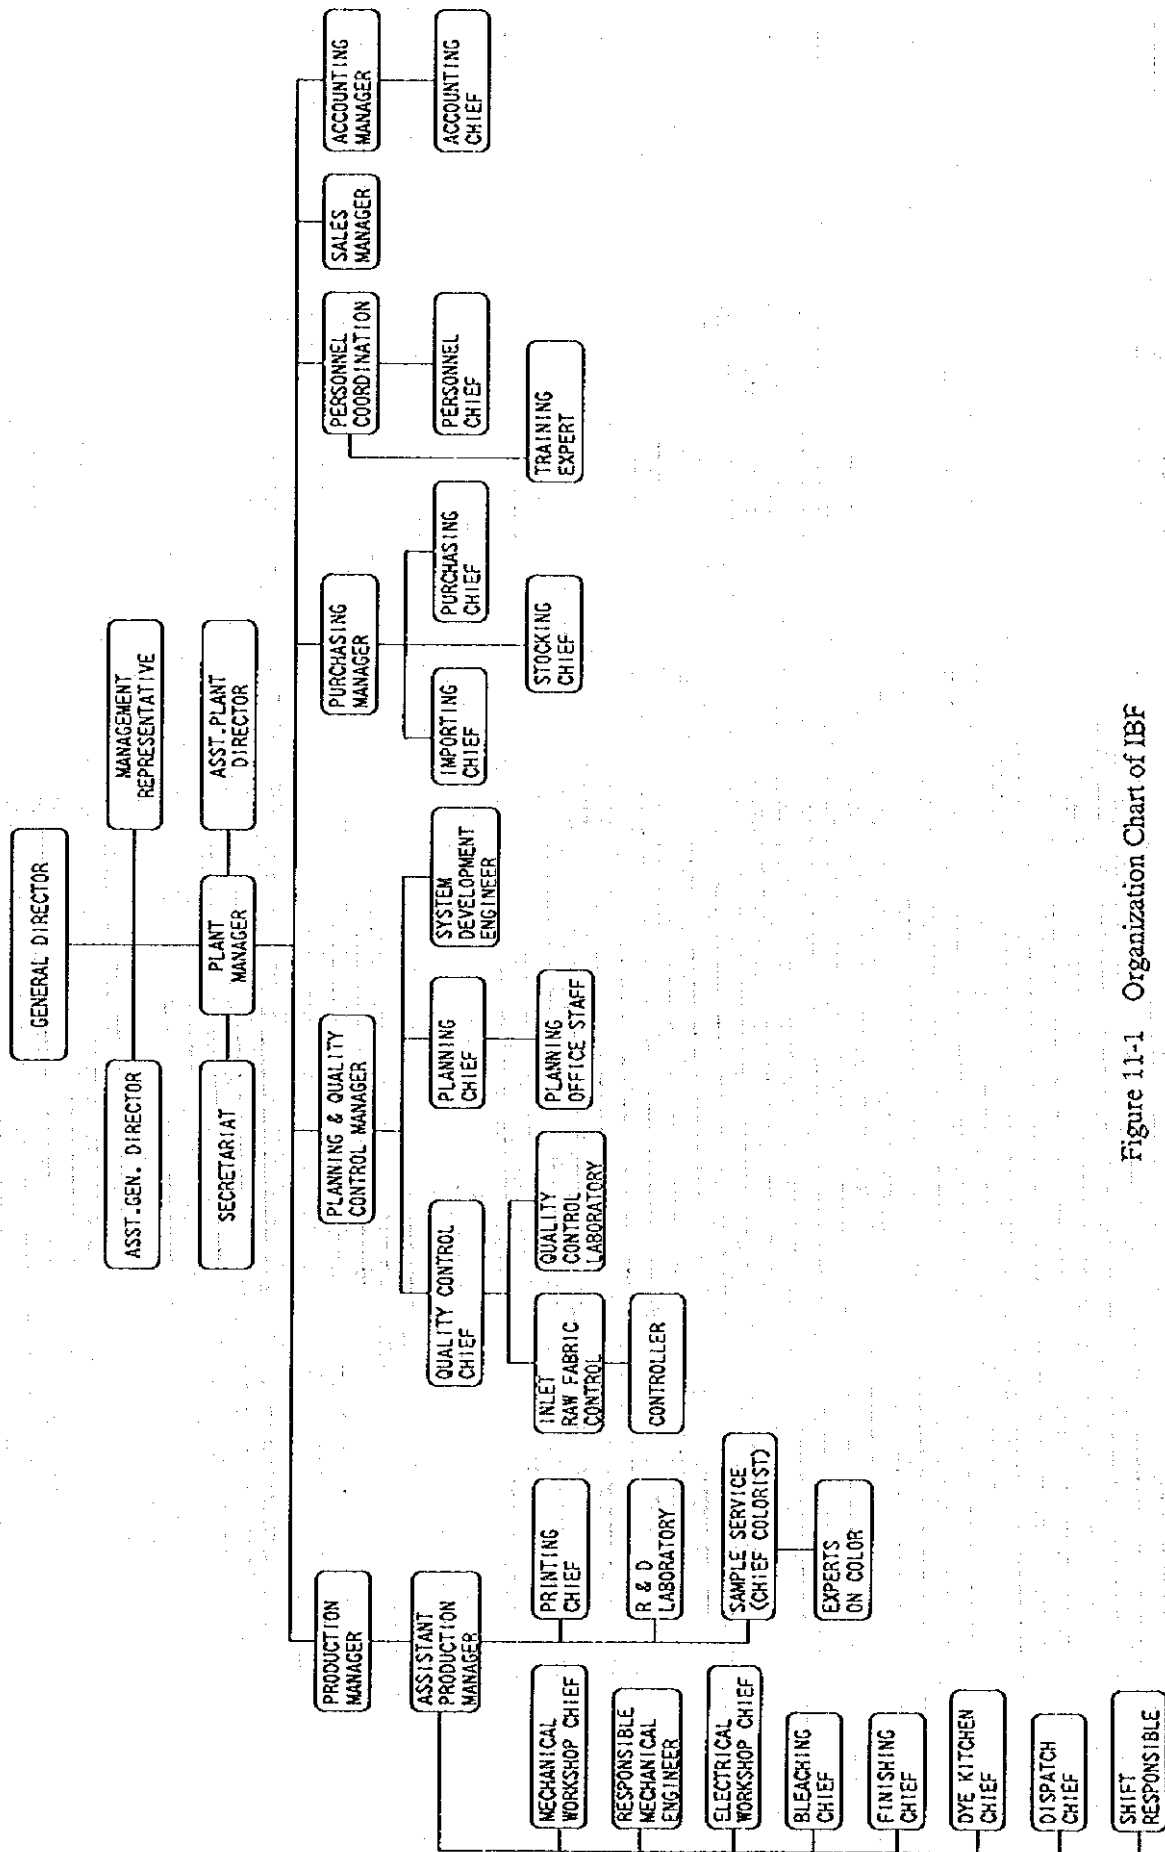 GENERAL DIRECTOR
ASST.GEN. DIRECTOR
MANAGEMENT
REPRESENTATIVE
SECRETARIAT
PLANT
MANAGER
ASST.PLANT
DIRECTOR
PRODUCTION
MANAGER
PLANNING & QUALITY
CONTROL MANAGER
PURCHASING
MANAGER
PERSONNEL
COORDINATION
SALES
MANAGER
ACCOUNTING
MANAGER
ASSISTANT
PRODUCTION
MANAGER
QUALITY CONTROL
CHIEF
PLANNING
CHIEF
SYSTEM
DEVELOPMENT
ENGINEER
IMPORTING
CHIEF
PURCHASING
CHIEF
PERSONNEL
CHIEF
ACCOUNTING
CHIEF
MECHANICAL
WORKSHOP CHIEF
PRINTING
CHIEF
INLET
RAW FABRIC
CONTROL
QUALITY
CONTROL
LABORATORY
PLANNING
OFFICE STAFF
STOCKING
CHIEF
TRAINING
EXPERT
RESPONSIBLE
MECHANICAL
ENGINEER
R & D
LABORATORY
CONTROLLER
ELECTRICAL
WORKSHOP CHIEF
SAMPLE SERVICE
(CHIEF COLORIST)
BLEACHING
CHIEF
EXPERTS
ON COLOR
FINISHING
CHIEF
DYE KITCHEN
CHIEF
DISPATCH
CHIEF
SHIFT
RESPONSIBLE
Figure 11-1 Organization Chart of IBF